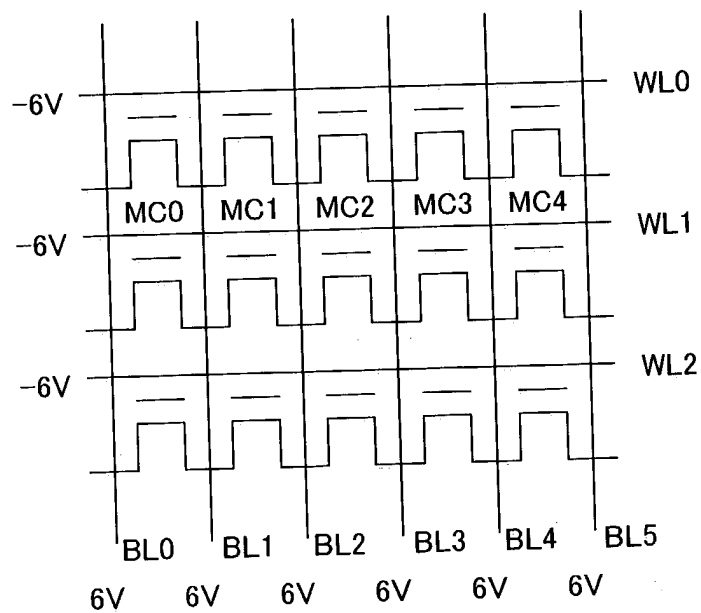 -6V WL0
MC0 MC1 MC2 MC3 MC4
-6V WL1
-6V WL2
BL0 BL1 BL2 BL3 BL4 BL5
6V 6V 6V 6V 6V 6V